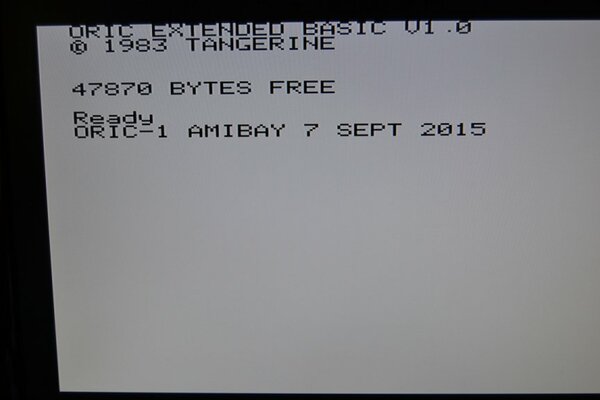 ORIC EXTENDED BASIC V1.0
© 1983 TANGERINE
47870 BYTES FREE
Ready
ORIC-1 AMIBAY 7 SEPT 2015